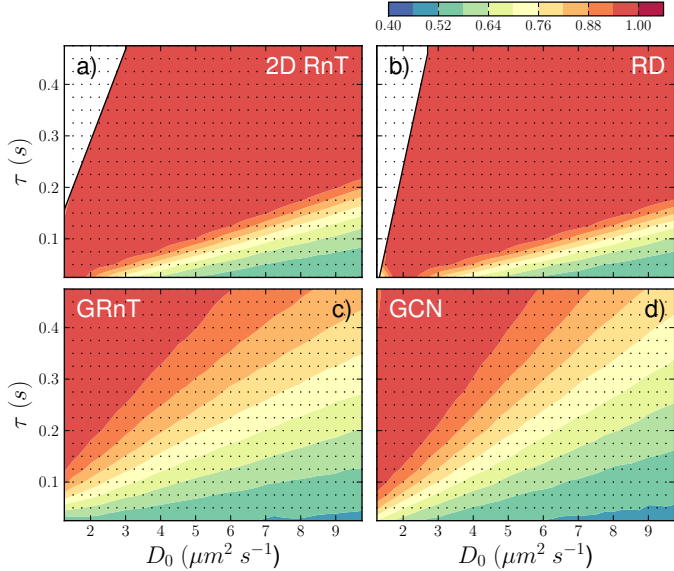 0.40 0.52 0.64 0.76 0.88 1.00
a) 2D RnT b) RD
0.4
0.3
τ (s)
0.2
0.1
GRnT c) GCN d)
0.4
0.3
τ (s)
0.2
0.1
2 3 4 5 6 7 8 9 2 3 4 5 6 7 8 9
D₀ (μm² s⁻¹) D₀ (μm² s⁻¹)